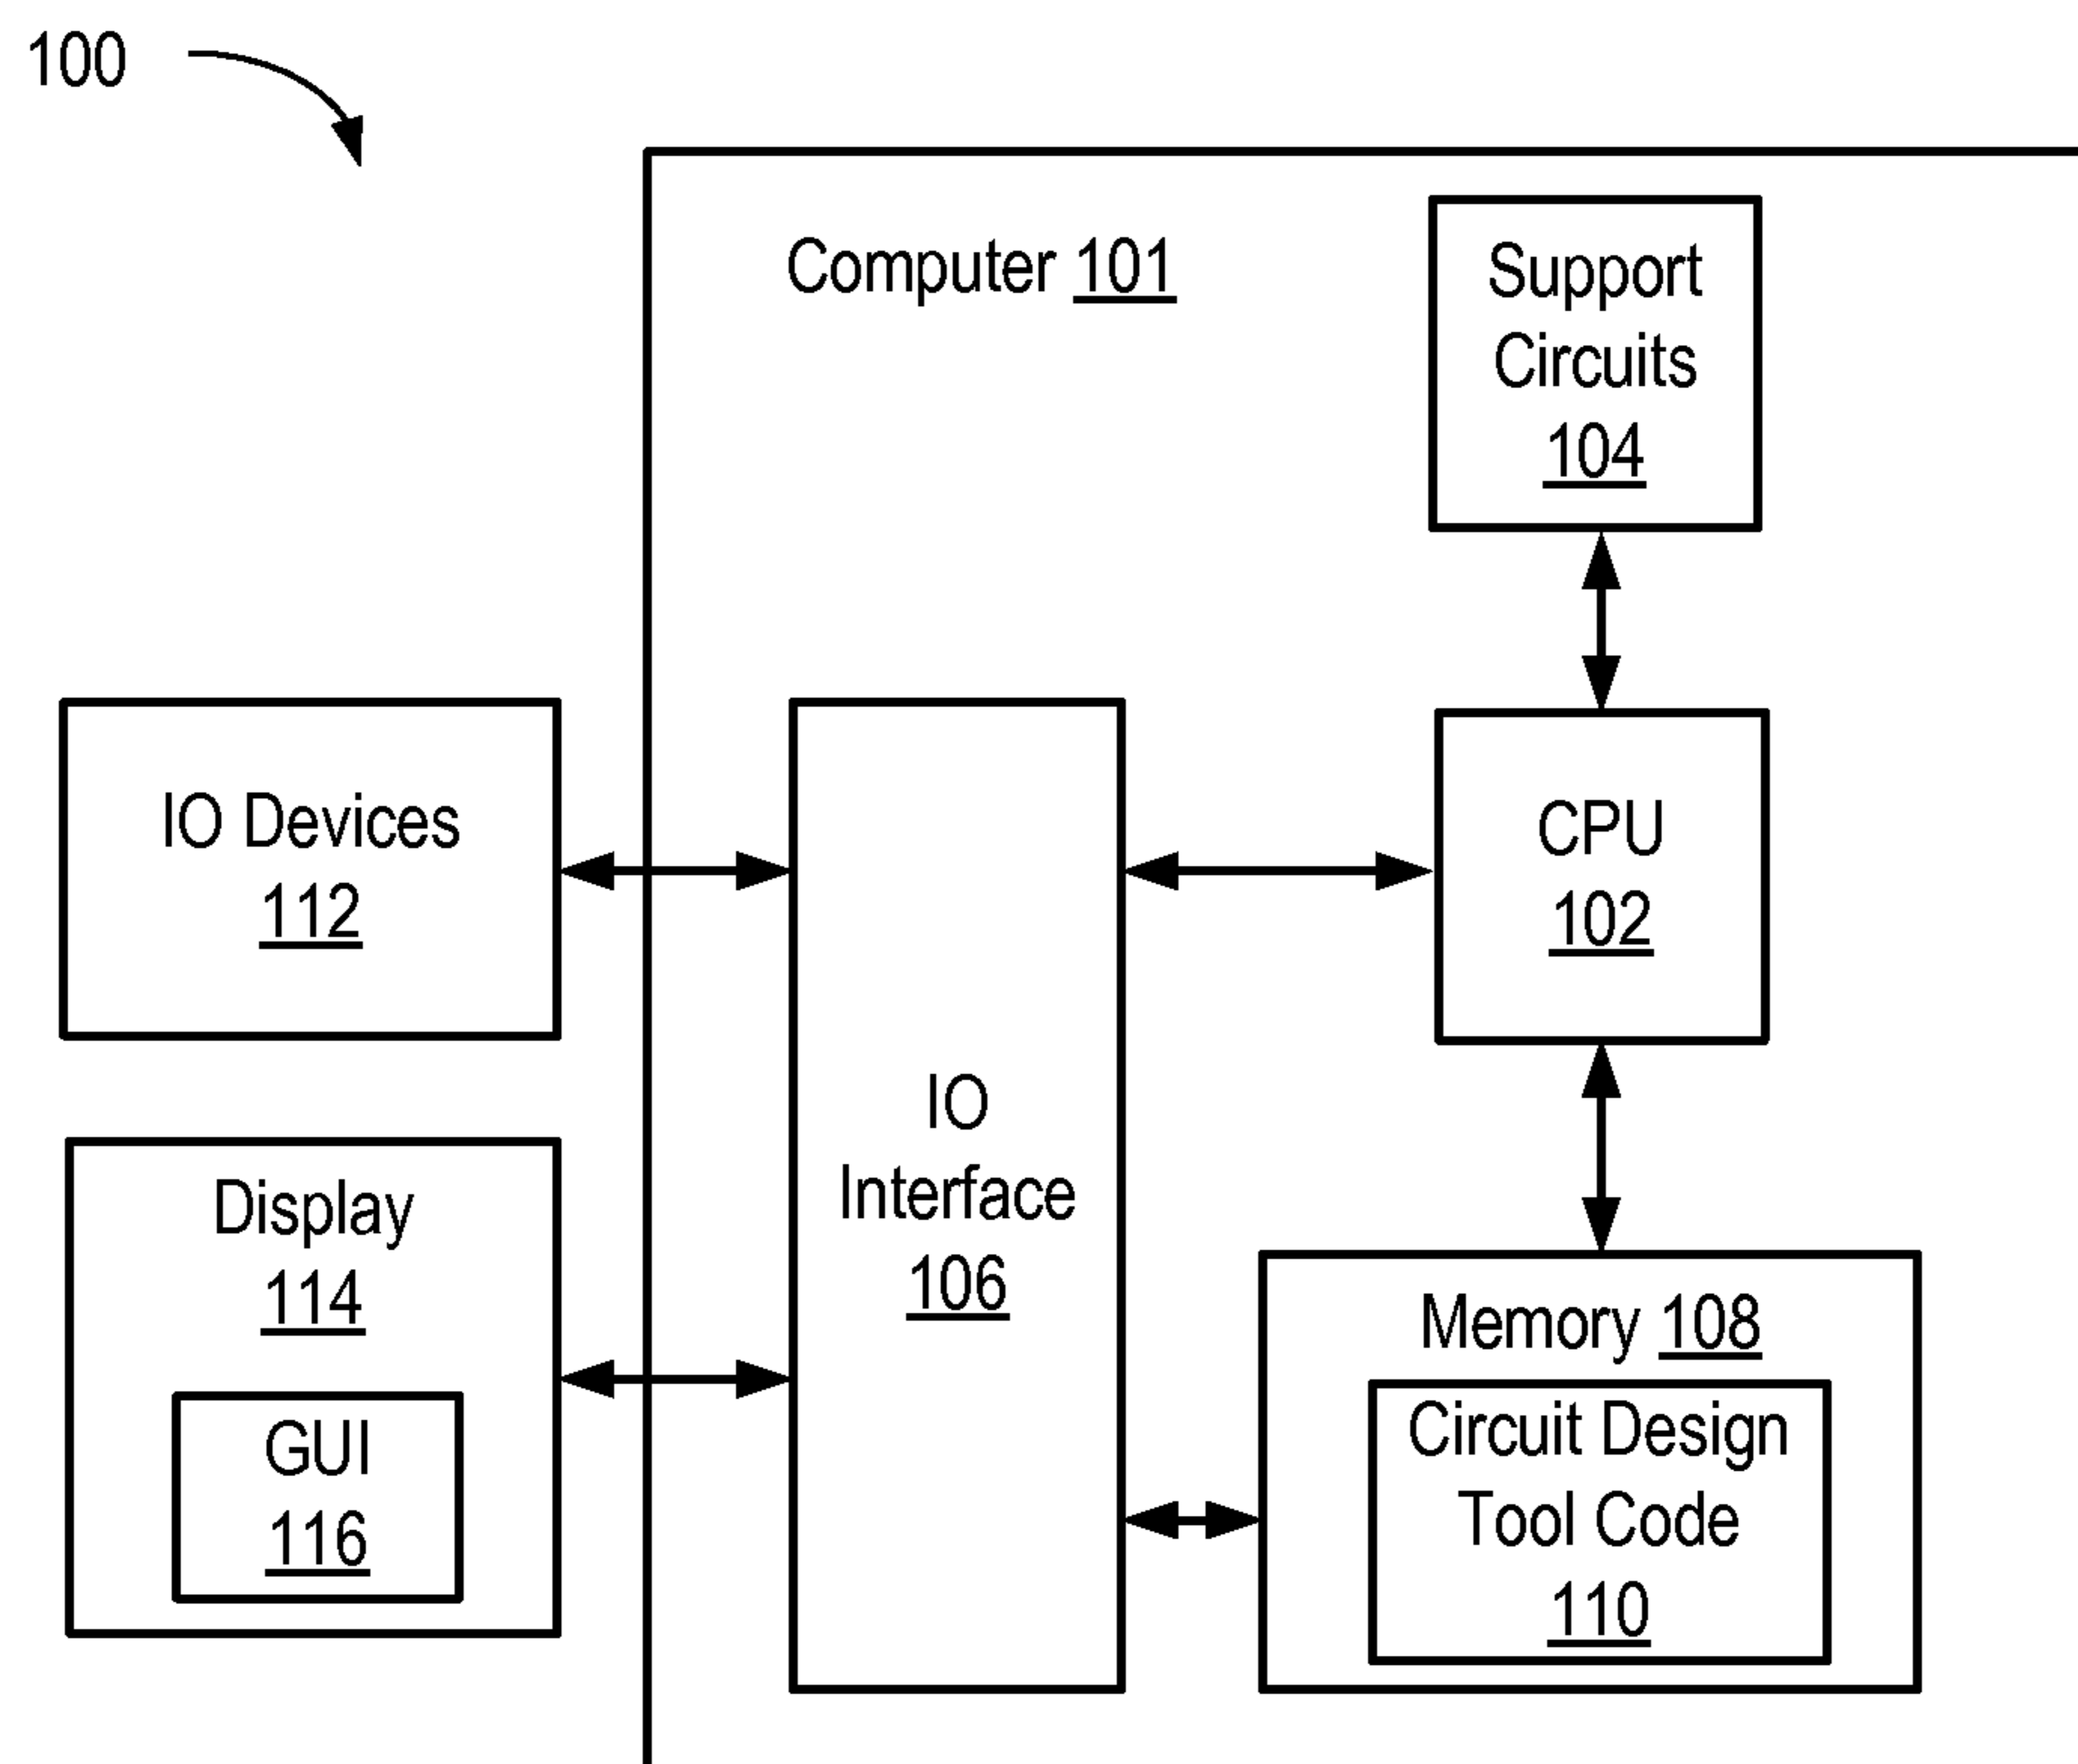 100
Computer 101
Support
Circuits
104
IO Devices
112
CPU
102
IO
Interface
106
Display
114
GUI
116
Memory 108
Circuit Design
Tool Code
110